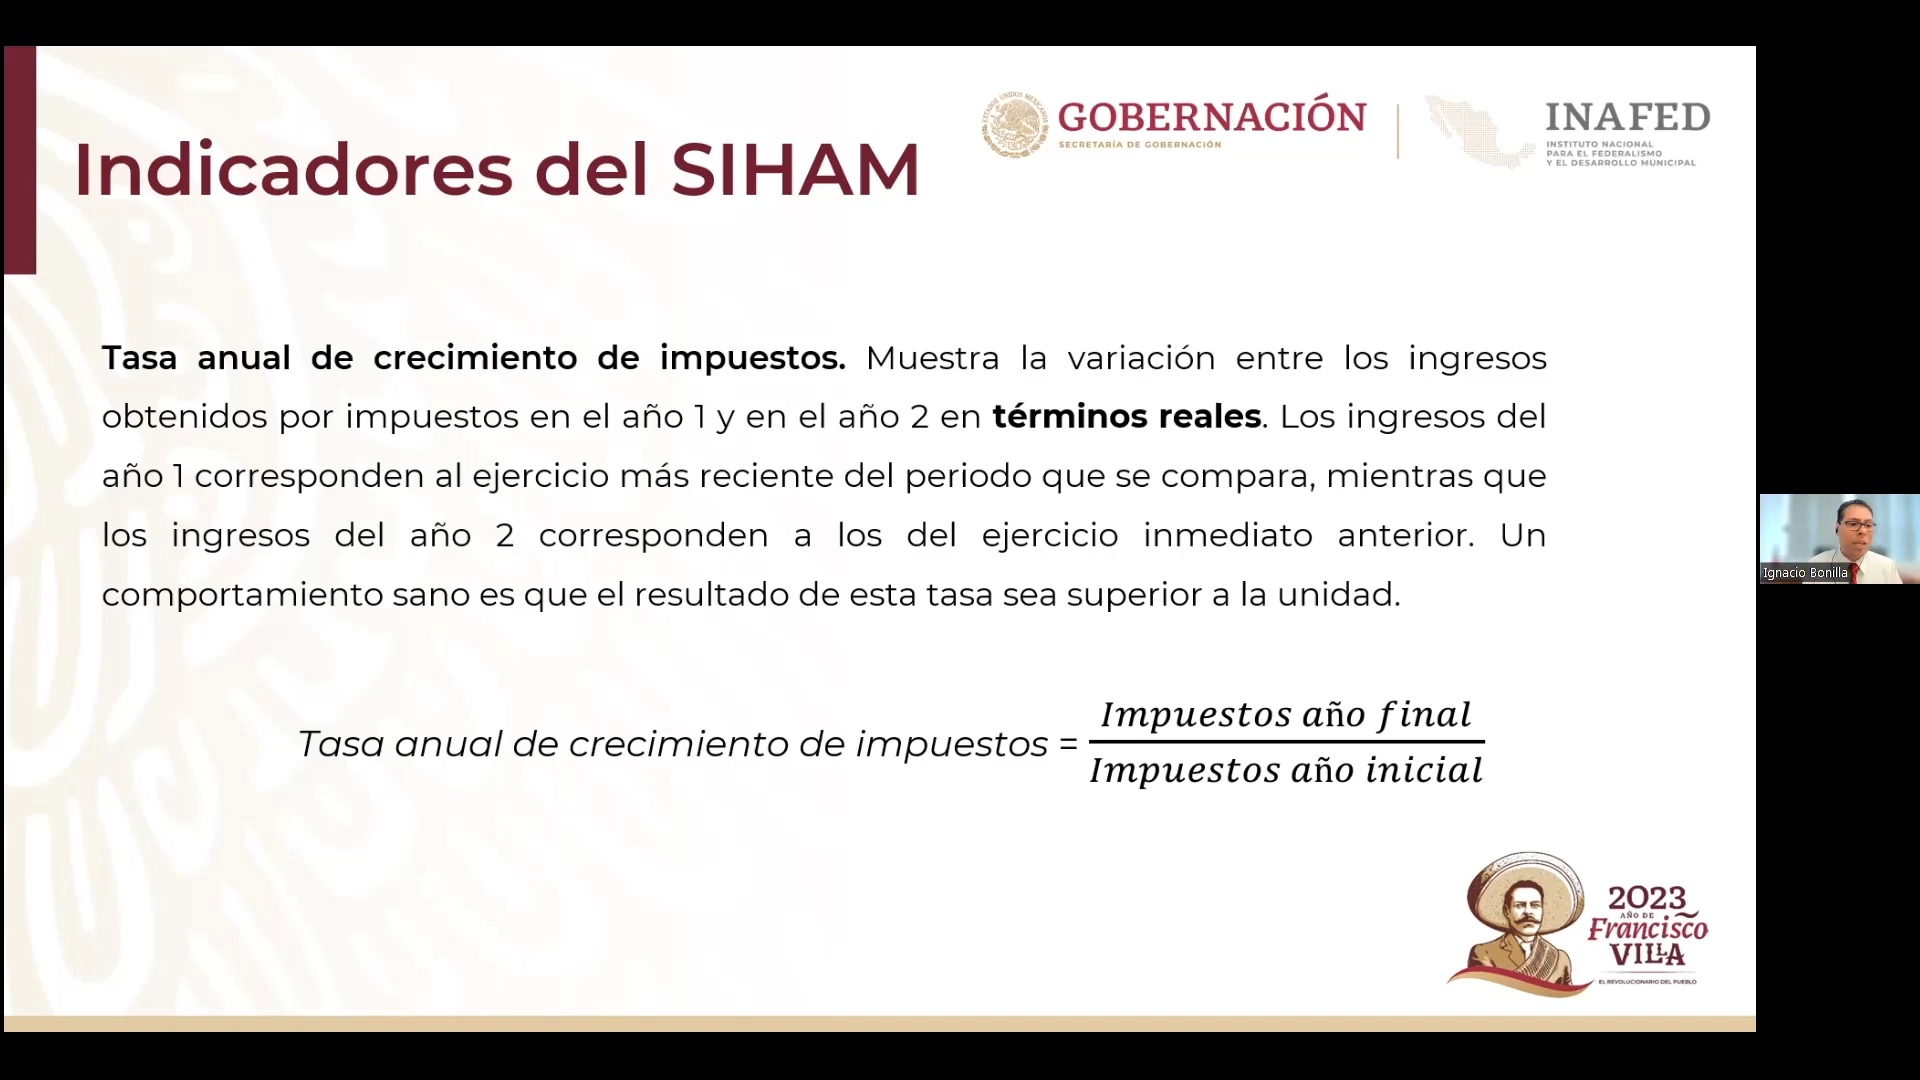 Indicadores del SIHAM
ESTADOS UNIDOS MEXICANOS
GOBERNACIÓN
SECRETARÍA DE GOBERNACIÓN
INAFED
INSTITUTO NACIONAL
PARA EL FEDERALISMO
Y EL DESARROLLO MUNICIPAL
Tasa anual de crecimiento de impuestos. Muestra la variación entre los ingresos
obtenidos por impuestos en el año 1 y en el año 2 en términos reales. Los ingresos del
año 1 corresponden al ejercicio más reciente del periodo que se compara, mientras que
los ingresos del año 2 corresponden a los del ejercicio inmediato anterior. Un
comportamiento sano es que el resultado de esta tasa sea superior a la unidad.
Tasa anual de crecimiento de impuestos =
Impuestos año final
Impuestos año inicial
Ignacio Bonilla
2023
AÑO DE
Francisco
VILLA
EL REVOLUCIONARIO DEL PUEBLO